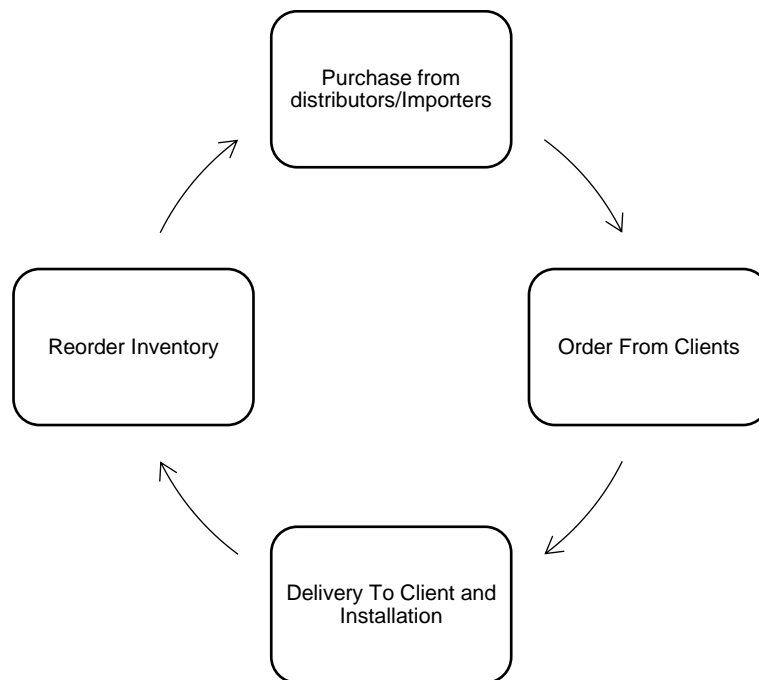 Purchase from
distributors/Importers
Order From Clients
Delivery To Client and
Installation
Reorder Inventory